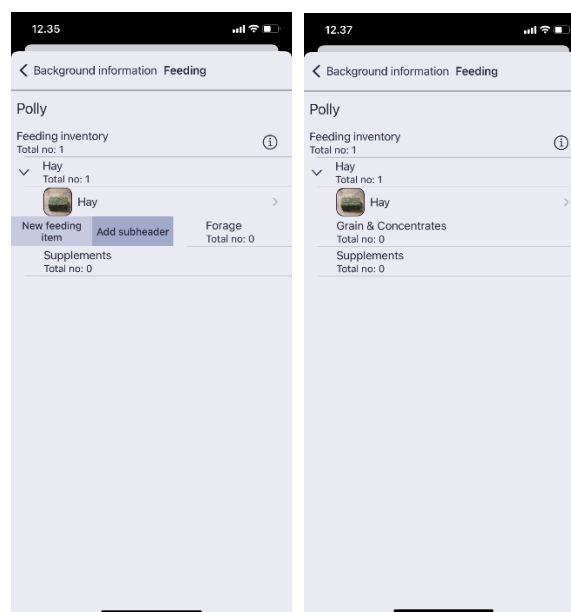 12.35
Background information Feeding
Polly
Feeding inventory
Total no: 1
Hay
Total no: 1
Hay
New feeding
item
Add subheader
Forage
Total no: 0
Supplements
Total no: 0
12.37
Background information Feeding
Polly
Feeding inventory
Total no: 1
Hay
Total no: 1
Hay
Grain & Concentrates
Total no: 0
Supplements
Total no: 0